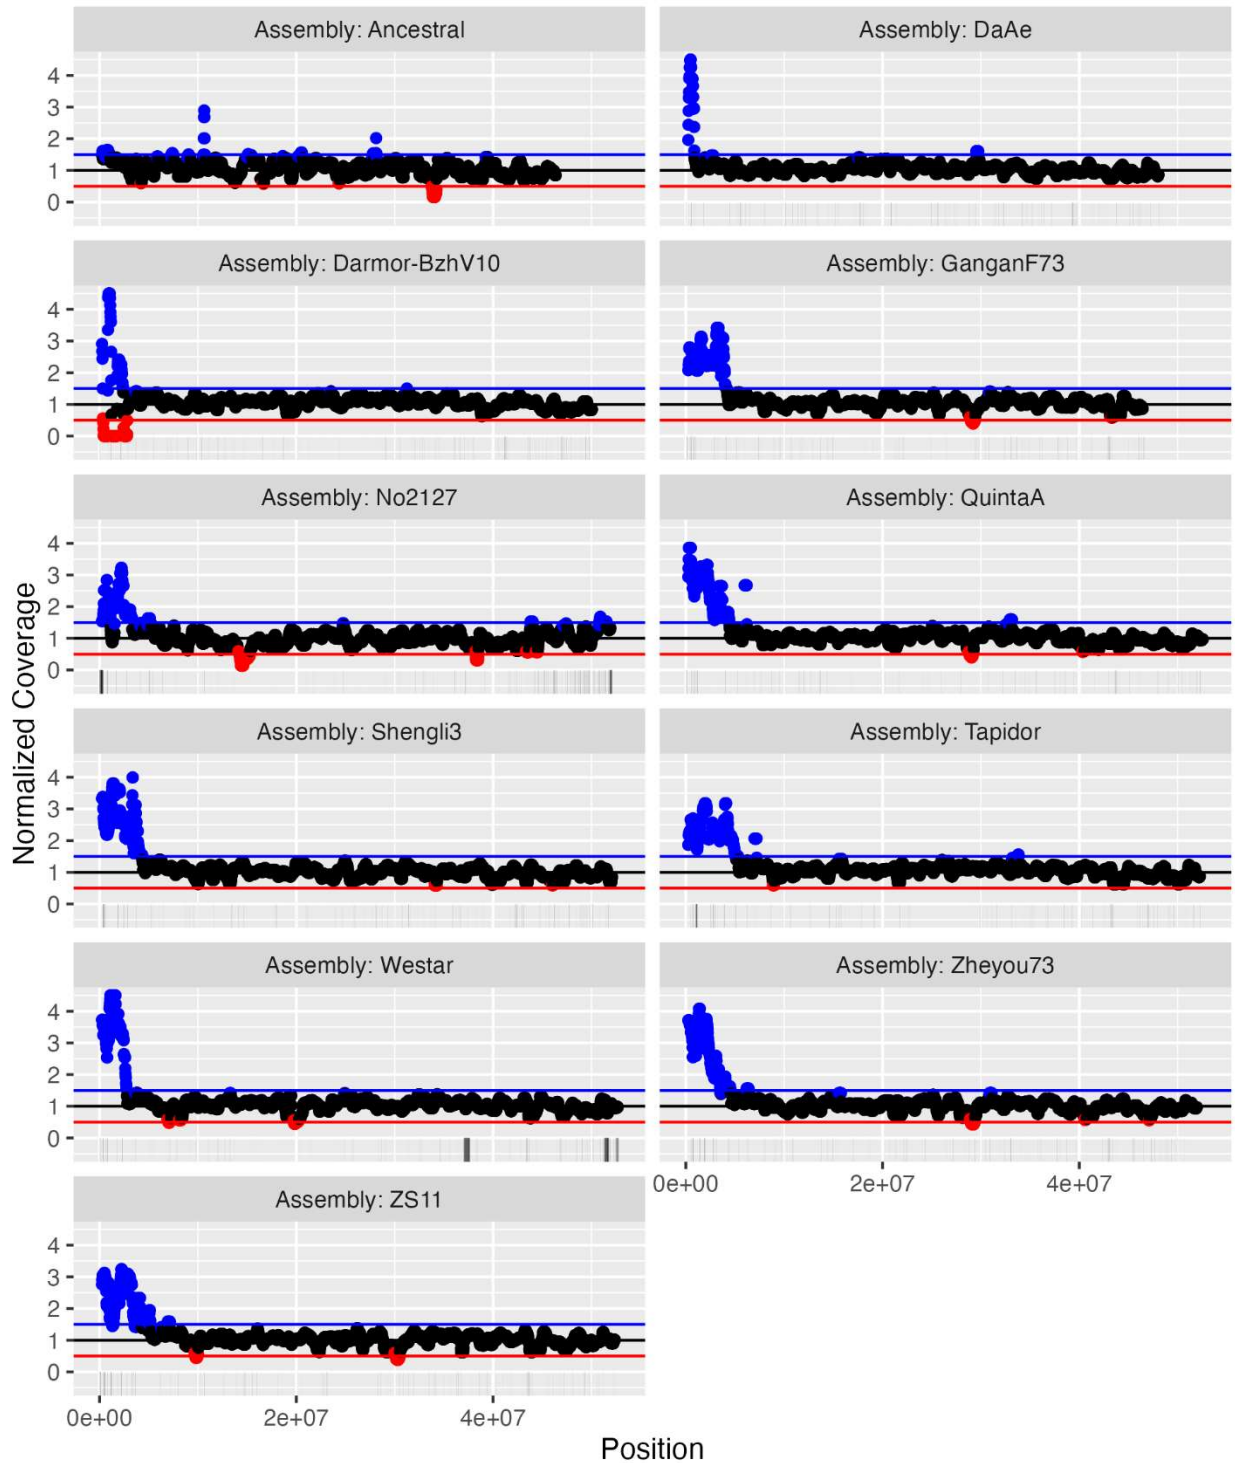 Assembly: Ancestral
Assembly: DaAe
4
3
2
1
0
Assembly: Darmor-BzhV10
Assembly: GanganF73
4
3
2
1
0
Assembly: No2127
Assembly: QuintaA
4
3
2
1
0
Normalized Coverage
Assembly: Shengli3
Assembly: Tapidor
4
3
2
1
0
Assembly: Westar
Assembly: Zheyou73
4
3
2
1
0
0e+00 2e+07 4e+07
Assembly: ZS11
4
3
2
1
0
0e+00 2e+07 4e+07
Position